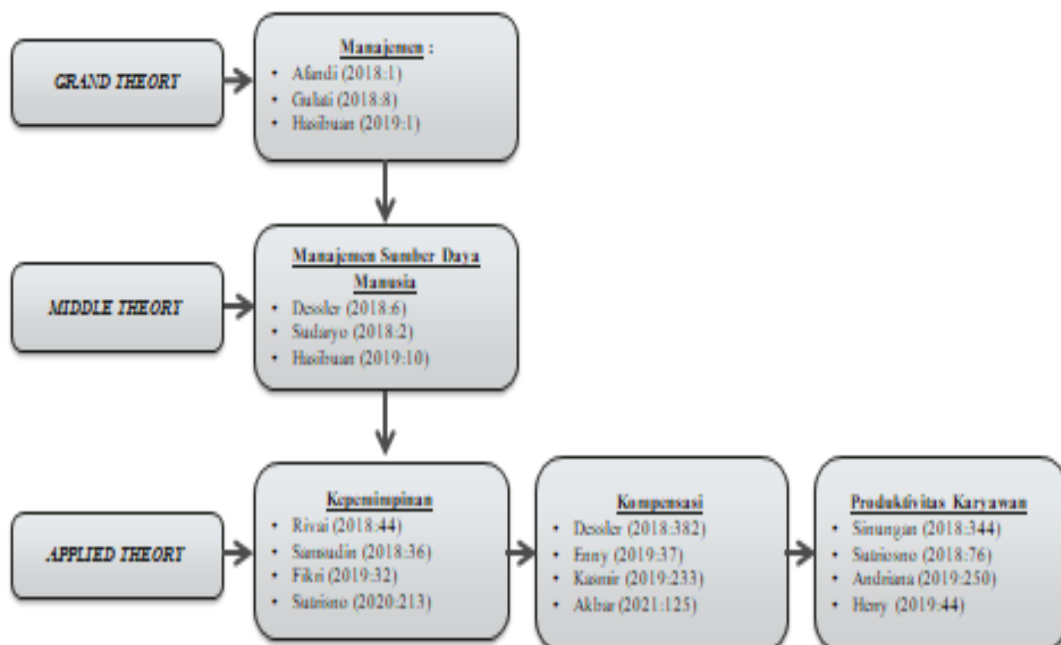 GRAND THEORY
Manajemen :
• Afandi (2018:1)
• Gulati (2018:8)
• Hasibuan (2019:1)
MIDDLE THEORY
Manajemen Sumber Daya
Manusia
• Dessler (2018:6)
• Sudaryo (2018:2)
• Hasibuan (2019:10)
APPLIED THEORY
Kepemimpinan
• Rivai (2018:44)
• Samsudin (2018:36)
• Fikri (2019:32)
• Sutrisno (2020:213)
Kompensasi
• Dessler (2018:382)
• Enny (2019:37)
• Kasmir (2019:233)
• Akbar (2021:125)
Produktivitas Karyawan
• Sinungan (2018:344)
• Sutriosno (2018:76)
• Andriana (2019:250)
• Henry (2019:44)